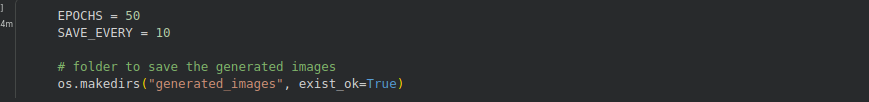 ]
4m
EPOCHS = 50
SAVE_EVERY = 10
# folder to save the generated images
os.makedirs("generated_images", exist_ok=True)